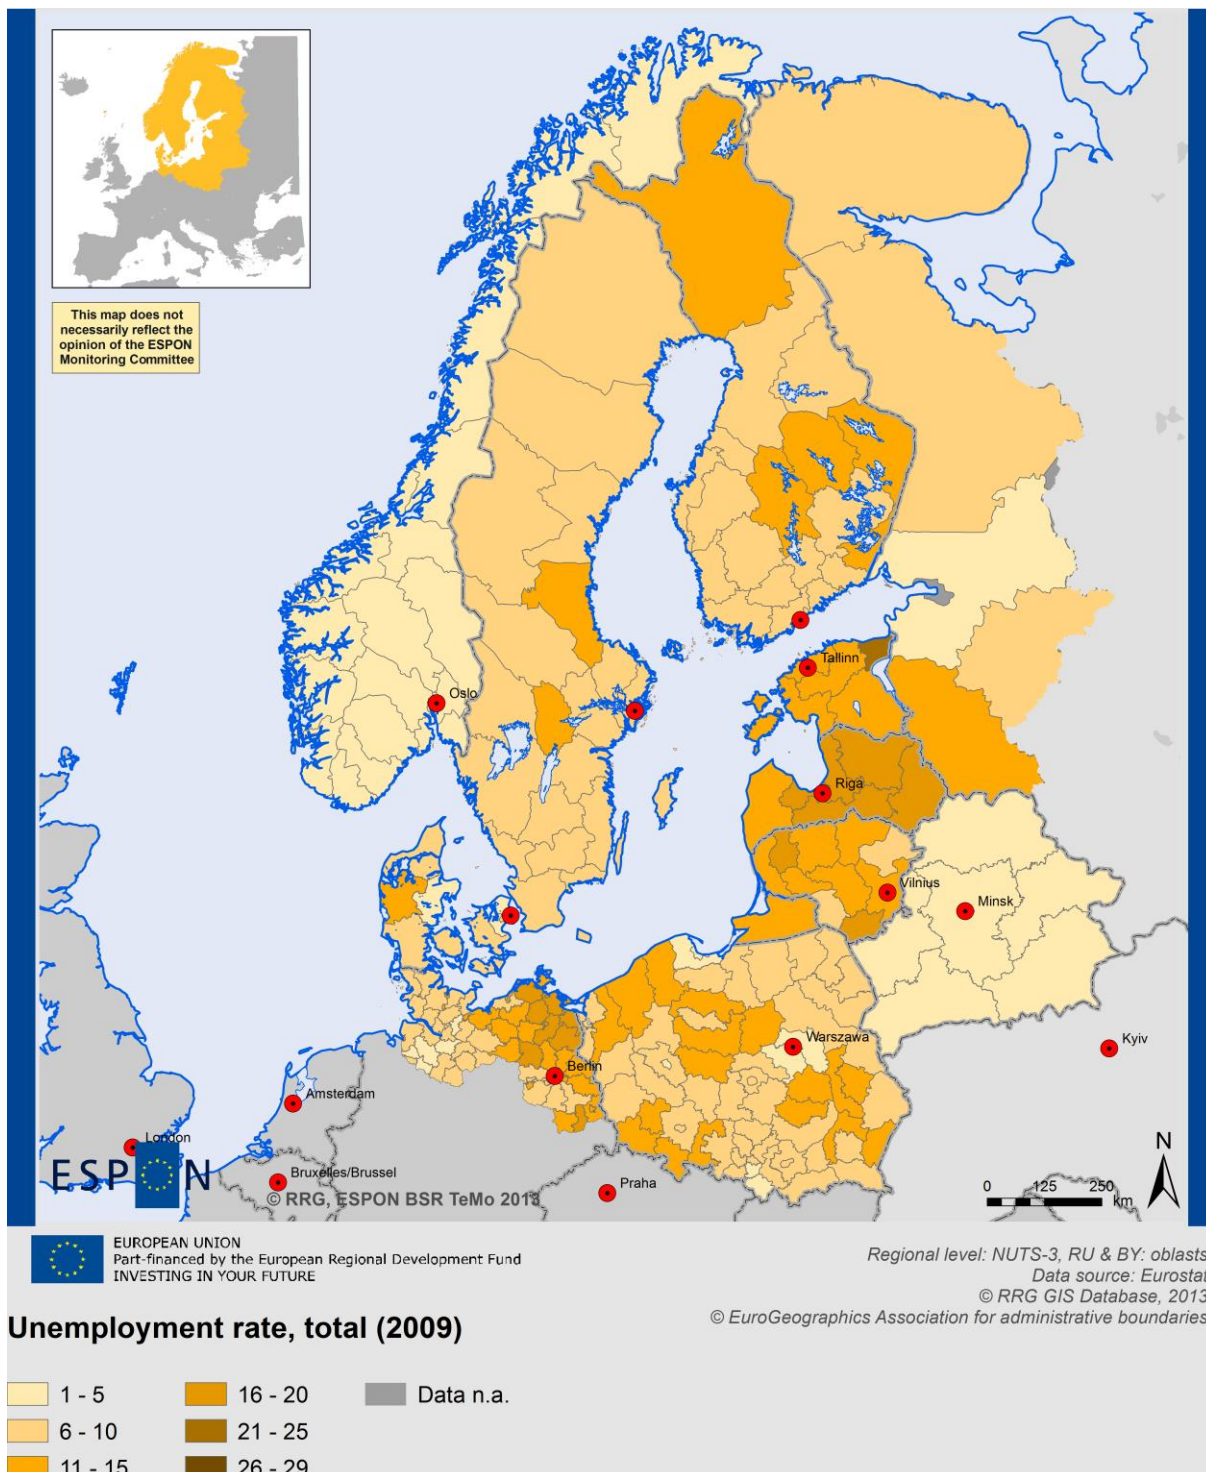 This map does not
necessarily reflect the
opinion of the ESPON
Monitoring Committee
Oslo
Tallinn
Riga
Vilnius
Minsk
Warszawa
Kyiv
Berlin
Amsterdam
London
Bruxelles/Brussel
Praha
ESPON
© RRG, ESPON BSR TeMo 2013
N
0 125 250
km
EUROPEAN UNION
Part-financed by the European Regional Development Fund
INVESTING IN YOUR FUTURE
Regional level: NUTS-3, RU & BY: oblasts
Data source: Eurostat
© RRG GIS Database, 2013
© EuroGeographics Association for administrative boundaries
Unemployment rate, total (2009)
1 - 5
6 - 10
11 - 15
16 - 20
21 - 25
26 - 29
Data n.a.